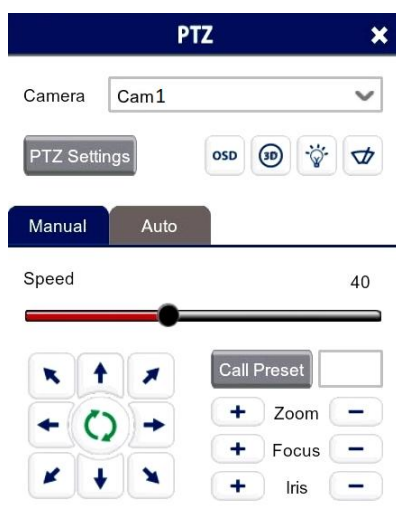 PTZ
Camera Cam1
PTZ Settings OSD 3D
Manual Auto
Speed 40
Call Preset
+ Zoom −
+ Focus −
+ Iris −